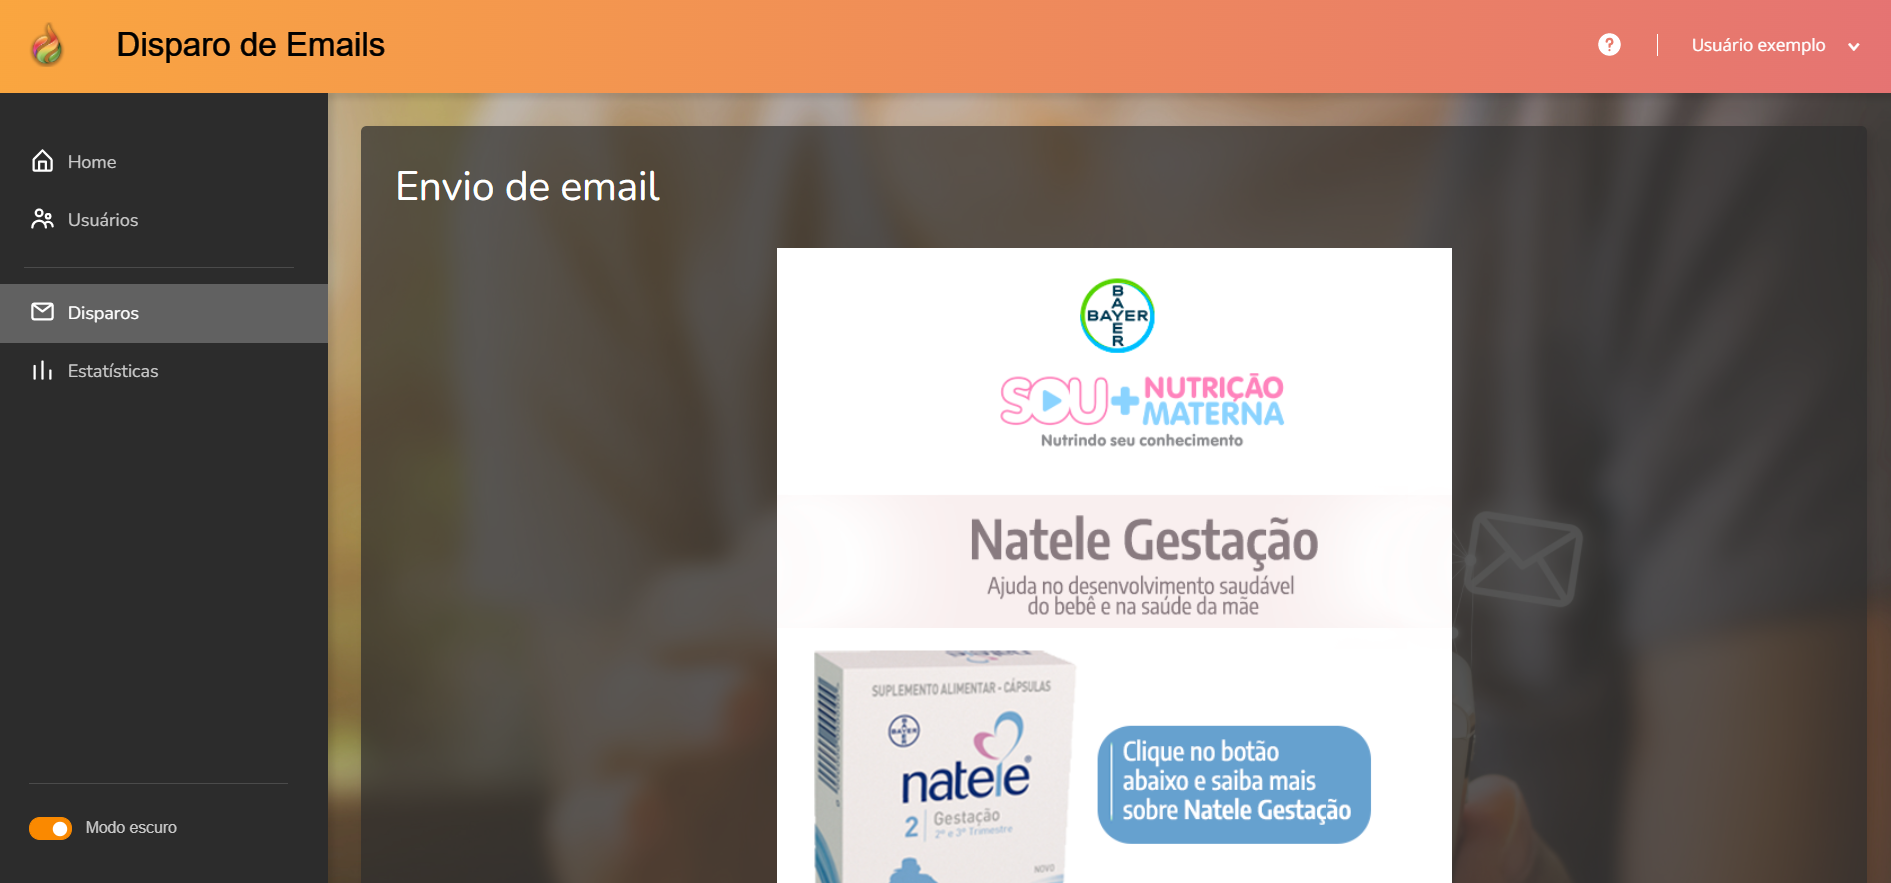 Disparo de Emails
?
Usuário exemplo
Home
Usuários
Disparos
Estatísticas
Modo escuro
Envio de email
BAYER
BAYER
SOU+ NUTRIÇÃO
MATERNA
Nutrindo seu conhecimento
Natele Gestação
Ajuda no desenvolvimento saudável
do bebê e na saúde da mãe
SUPLEMENTO ALIMENTAR - CÁPSULAS
BAYER
BAYER
natele®
2 Gestação
2º e 3º Trimestre
NOVO
Clique no botão
abaixo e saiba mais
sobre Natele Gestação